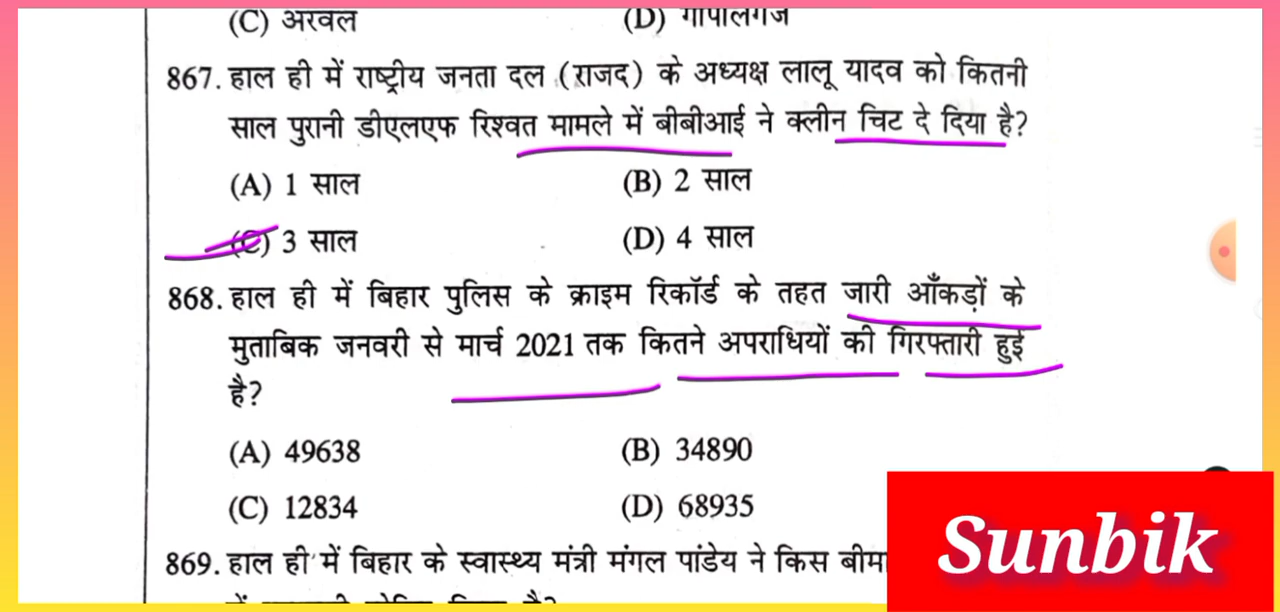 (C) अरवल (D) गोपालगंज
867. हाल ही में राष्ट्रीय जनता दल (राजद) के अध्यक्ष लालू यादव को कितनी
साल पुरानी डीएलएफ रिश्वत मामले में बीबीआई ने क्लीन चिट दे दिया है?
(A) 1 साल (B) 2 साल
(C) 3 साल (D) 4 साल
868. हाल ही में बिहार पुलिस के क्राइम रिकॉर्ड के तहत जारी आँकड़ों के
मुताबिक जनवरी से मार्च 2021 तक कितने अपराधियों की गिरफ्तारी हुई
है?
(A) 49638 (B) 34890
(C) 12834 (D) 68935
869. हाल ही में बिहार के स्वास्थ्य मंत्री मंगल पांडेय ने किस
Sunbik